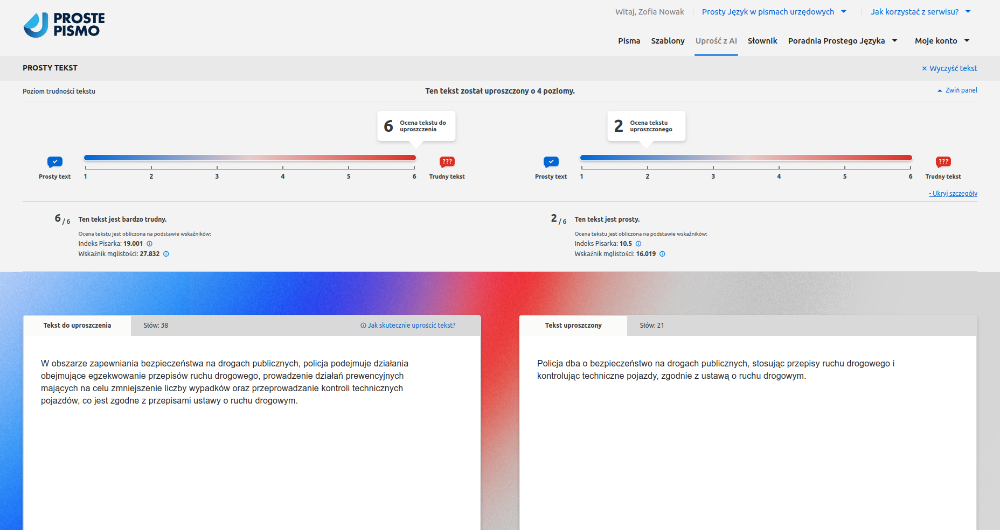 PROSTE
PISMO
Witaj, Zofia Nowak
Prosty Język w pismach urzędowych
Jak korzystać z serwisu?
Pisma
Szablony
Uprość z AI
Słownik
Poradnia Prostego Języka
Moje konto
PROSTY TEKST
× Wyczyść tekst
Poziom trudności tekstu
Ten tekst został uproszczony o 4 poziomy.
Zwiń panel
6
Ocena tekstu do
uproszczenia
2
Ocena tekstu
uproszczonego
Prosty text
1 2 3 4 5 6
???
Trudny tekst
Prosty text
1 2 3 4 5 6
???
Trudny tekst
- Ukryj szczegóły
6 / 6
Ten tekst jest bardzo trudny.
Ocena tekstu jest obliczona na podstawie wskaźników:
Indeks Pisarka: 19.001
Wskaźnik mglistości: 27.832
2 / 6
Ten tekst jest prosty.
Ocena tekstu jest obliczona na podstawie wskaźników:
Indeks Pisarka: 10.5
Wskaźnik mglistości: 16.019
Tekst do uproszczenia
Słów: 38
Jak skutecznie uprościć tekst?
W obszarze zapewniania bezpieczeństwa na drogach publicznych, policja podejmuje działania
obejmujące egzekwowanie przepisów ruchu drogowego, prowadzenie działań prewencyjnych
mających na celu zmniejszenie liczby wypadków oraz przeprowadzanie kontroli technicznych
pojazdów, co jest zgodne z przepisami ustawy o ruchu drogowym.
Tekst uproszczony
Słów: 21
Policja dba o bezpieczeństwo na drogach publicznych, stosując przepisy ruchu drogowego i
kontrolując techniczne pojazdy, zgodnie z ustawą o ruchu drogowym.